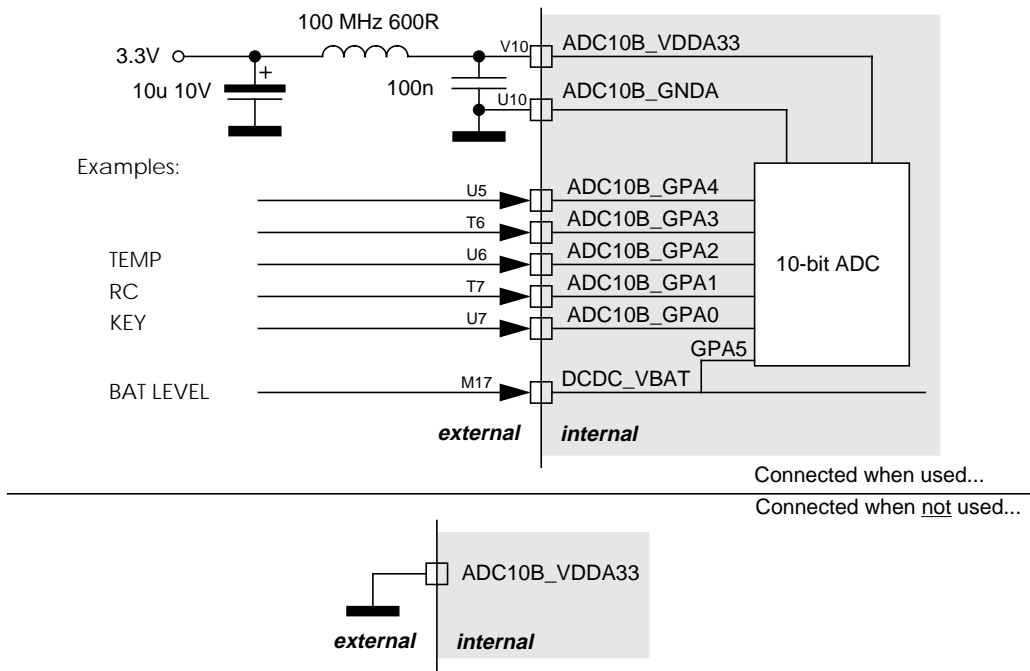 100 MHz 600R
3.3V
10u 10V
+
100n
V10
ADC10B_VDDA33
U10
ADC10B_GNDA
Examples:
U5
ADC10B_GPA4
T6
ADC10B_GPA3
TEMP
U6
ADC10B_GPA2
10-bit ADC
RC
T7
ADC10B_GPA1
KEY
U7
ADC10B_GPA0
GPA5
BAT LEVEL
M17
DCDC_VBAT
external
internal
Connected when used...
Connected when not used...
ADC10B_VDDA33
external
internal